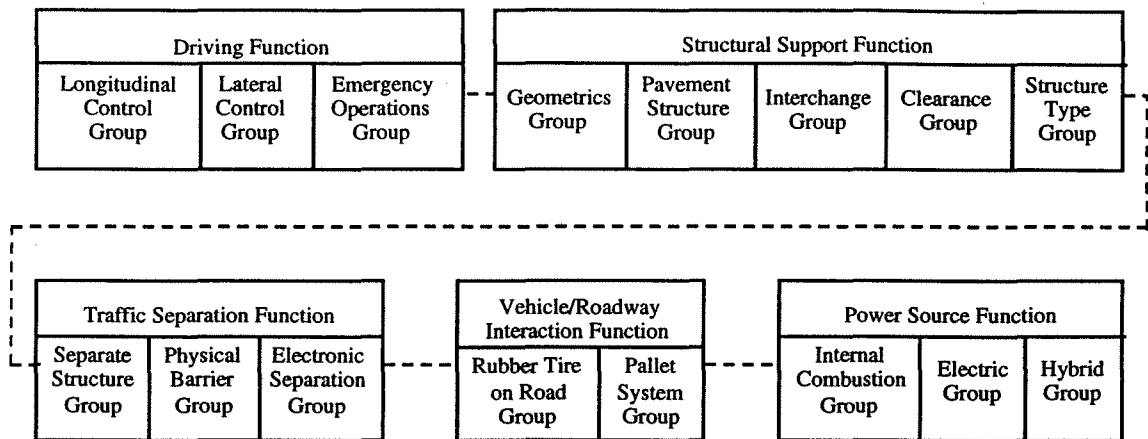 Driving Function
Longitudinal
Control
Group
Lateral
Control
Group
Emergency
Operations
Group
Structural Support Function
Geometrics
Group
Pavement
Structure
Group
Interchange
Group
Clearance
Group
Structure
Type
Group
Traffic Separation Function
Separate
Structure
Group
Physical
Barrier
Group
Electronic
Separation
Group
Vehicle/Roadway
Interaction Function
Rubber Tire
on Road
Group
Pallet
System
Group
Power Source Function
Internal
Combustion
Group
Electric
Group
Hybrid
Group